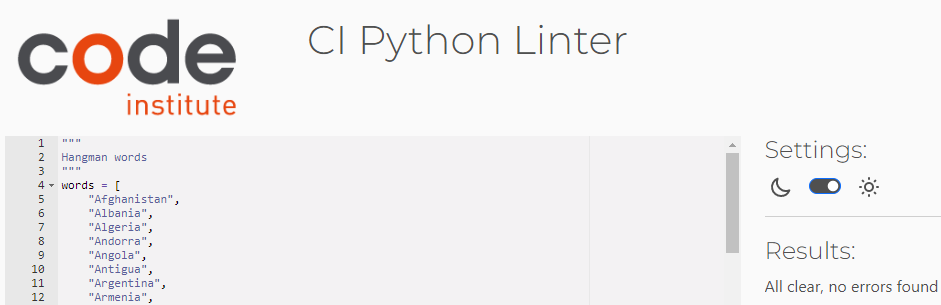 code
institute
CI Python Linter
1 """
2 Hangman words
3 """
4 words = [
5 "Afghanistan",
6 "Albania",
7 "Algeria",
8 "Andorra",
9 "Angola",
10 "Antigua",
11 "Argentina",
12 "Armenia",
Settings:
Results:
All clear, no errors found